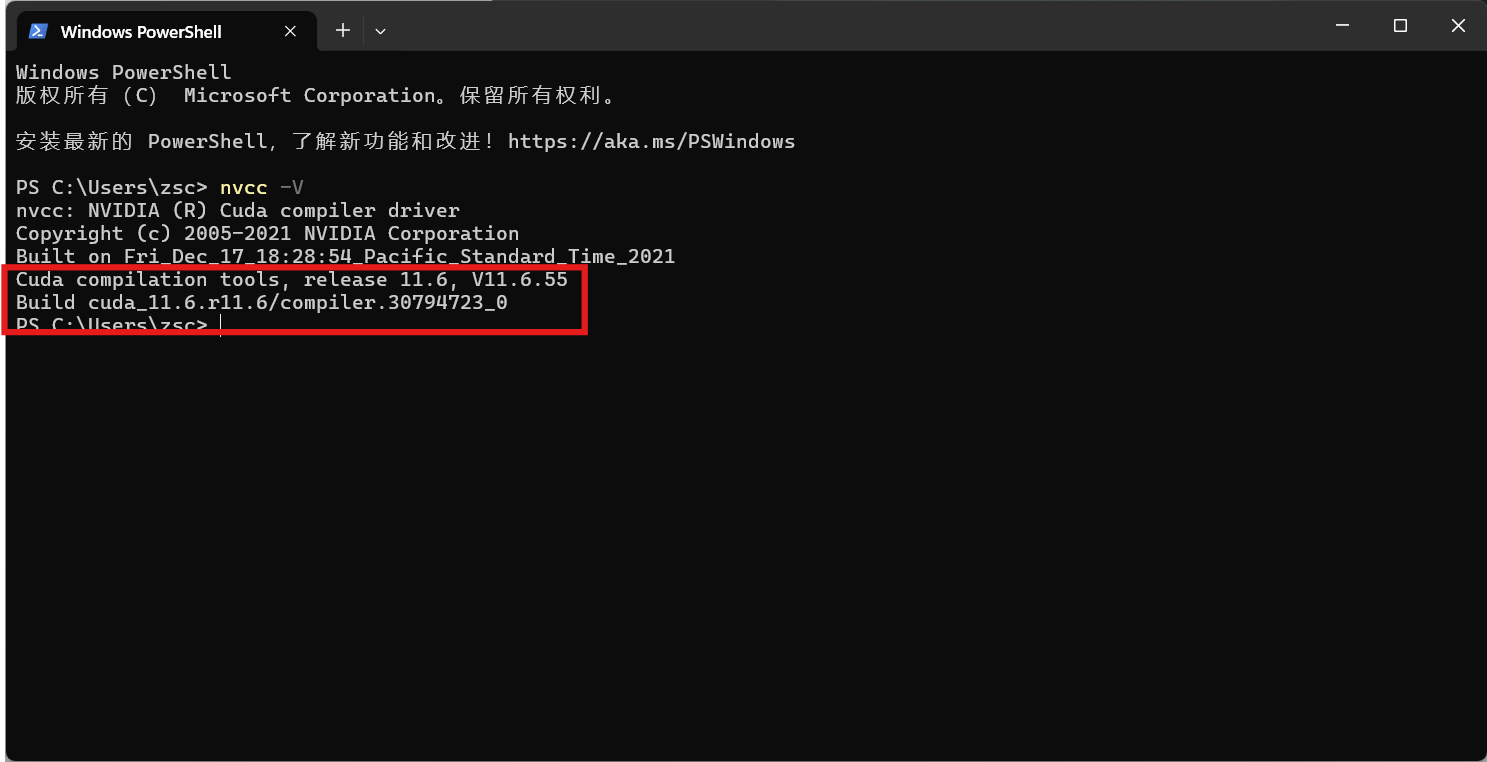 Windows PowerShell
Windows PowerShell
版权所有 (C) Microsoft Corporation。保留所有权利。
安装最新的 PowerShell，了解新功能和改进！https://aka.ms/PSWindows
PS C:\Users\zsc> nvcc -V
nvcc: NVIDIA (R) Cuda compiler driver
Copyright (c) 2005-2021 NVIDIA Corporation
Built on Fri_Dec_17_18:28:54_Pacific_Standard_Time_2021
Cuda compilation tools, release 11.6, V11.6.55
Build cuda_11.6.r11.6/compiler.30794723_0
PS C:\Users\zsc>